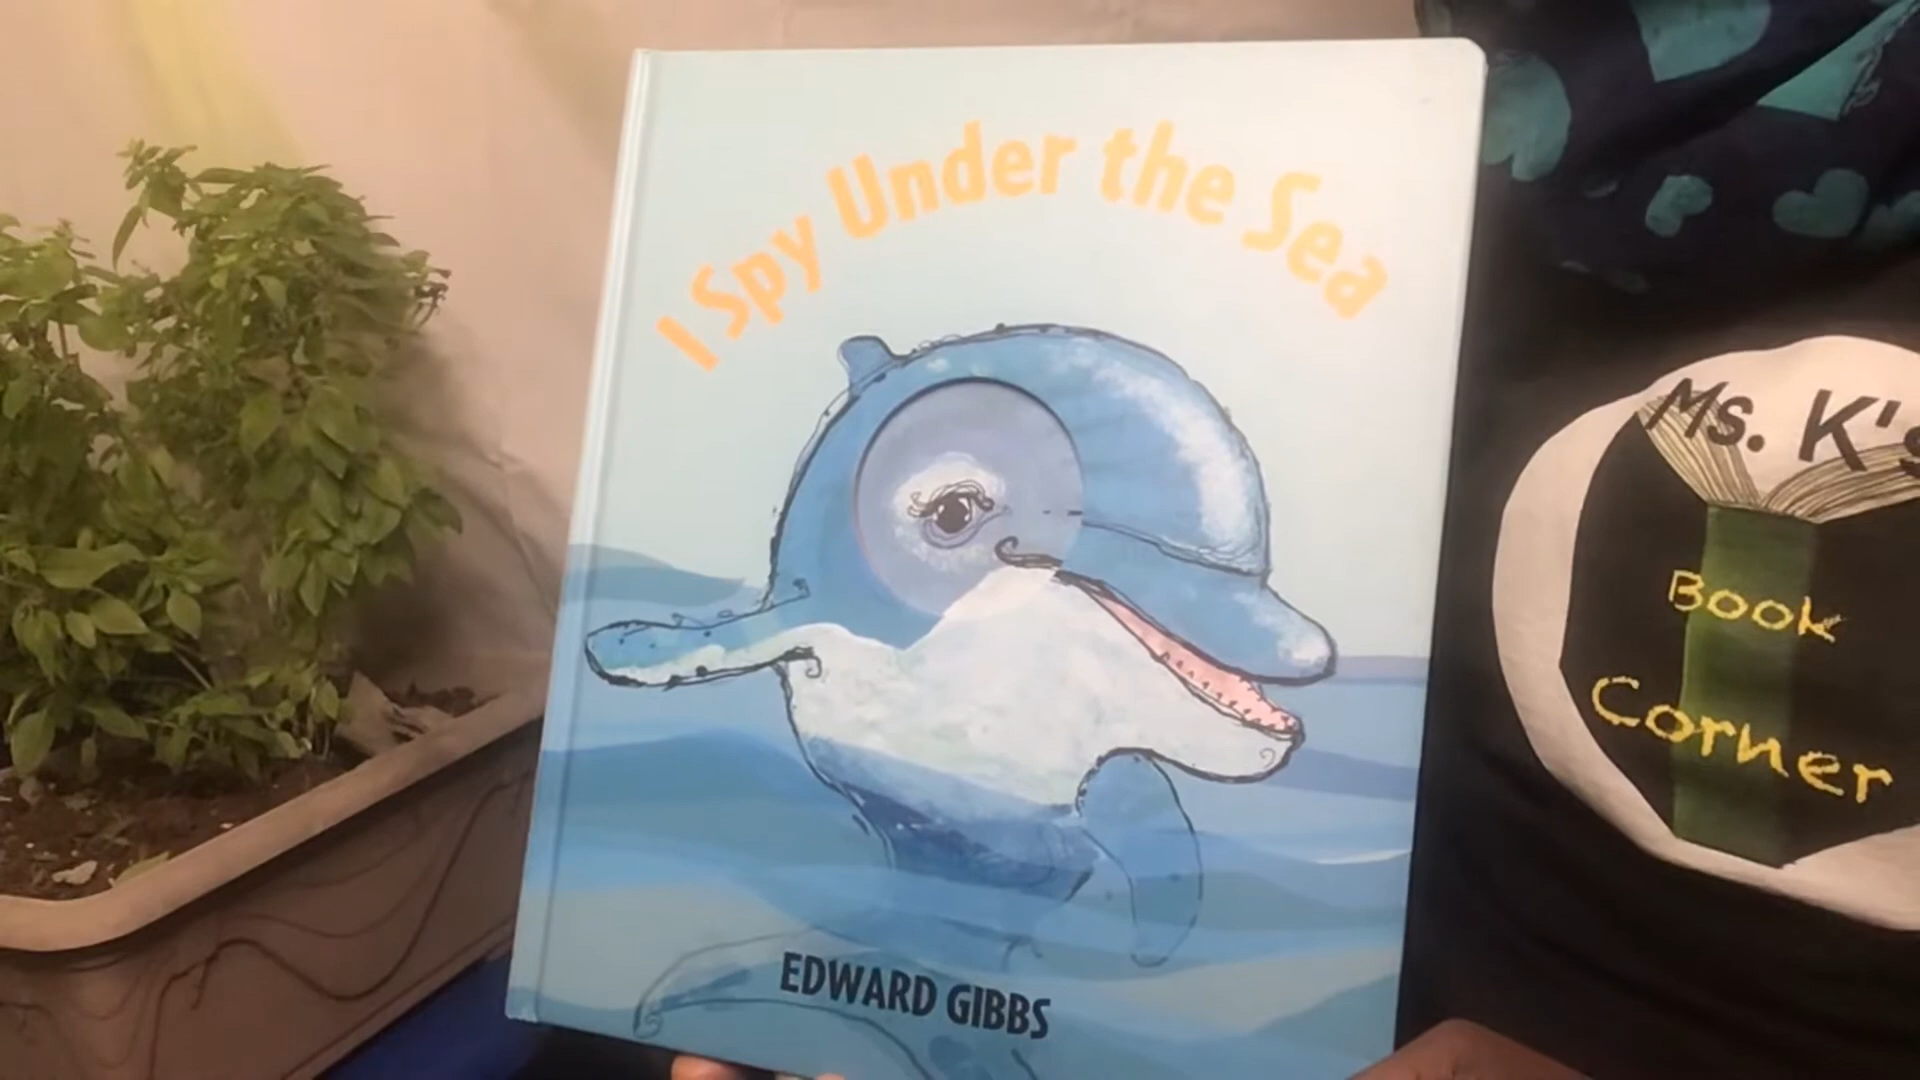 I Spy Under the Sea
EDWARD GIBBS
Ms. K's
Book
Corner